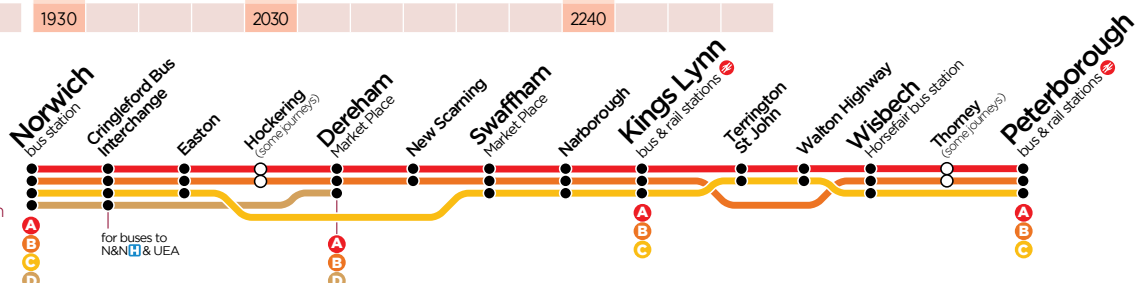 1930 2030 2240
Norwich
bus station
Cringleford Bus
Interchange
Easton
Hockering
(some journeys)
Dereham
Market Place
New Scarning
Swaffham
Market Place
Narborough
Kings Lynn
bus & rail stations
Terrington
St John
Walton Highway
Wisbech
Horsefair bus station
Thorney
(some journeys)
Peterborough
bus & rail stations
A
B
C
D
for buses to
N&N H & UEA
A
B
D
A
B
C
A
B
C